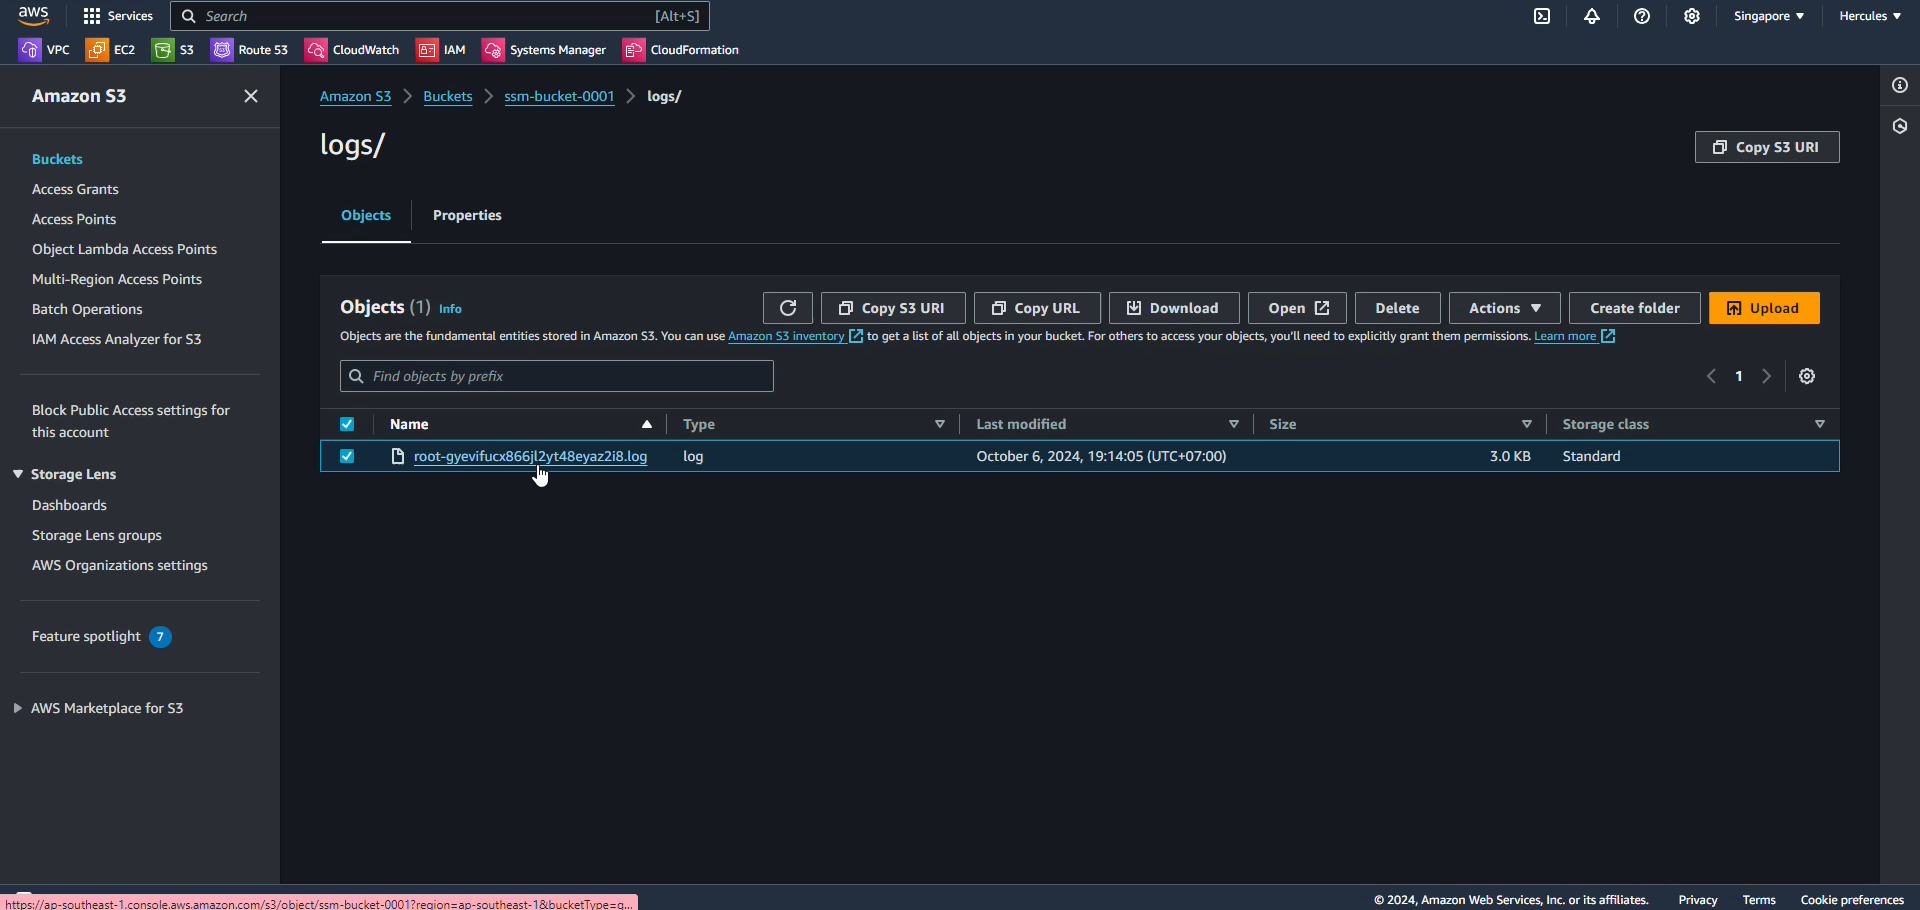 aws Services Search [Alt+S] Singapore Hercules
VPC EC2 S3 Route 53 CloudWatch IAM Systems Manager CloudFormation
Amazon S3
Buckets
Access Grants
Access Points
Object Lambda Access Points
Multi-Region Access Points
Batch Operations
IAM Access Analyzer for S3
Block Public Access settings for
this account
Storage Lens
Dashboards
Storage Lens groups
AWS Organizations settings
Feature spotlight 7
AWS Marketplace for S3
Amazon S3 > Buckets > ssm-bucket-0001 > logs/
logs/
Copy S3 URI
Objects Properties
Objects (1) Info Copy S3 URI Copy URL Download Open Delete Actions Create folder Upload
Objects are the fundamental entities stored in Amazon S3. You can use Amazon S3 inventory to get a list of all objects in your bucket. For others to access your objects, you'll need to explicitly grant them permissions. Learn more
Find objects by prefix
1
Name Type Last modified Size Storage class
root-gyevifucx866jl2yt48eyaz2i8.log log October 6, 2024, 19:14:05 (UTC+07:00) 3.0 KB Standard
https://ap-southeast-1.console.aws.amazon.com/s3/object/ssm-bucket-0001?region=ap-southeast-1&bucketType=g...
© 2024, Amazon Web Services, Inc. or its affiliates. Privacy Terms Cookie preferences